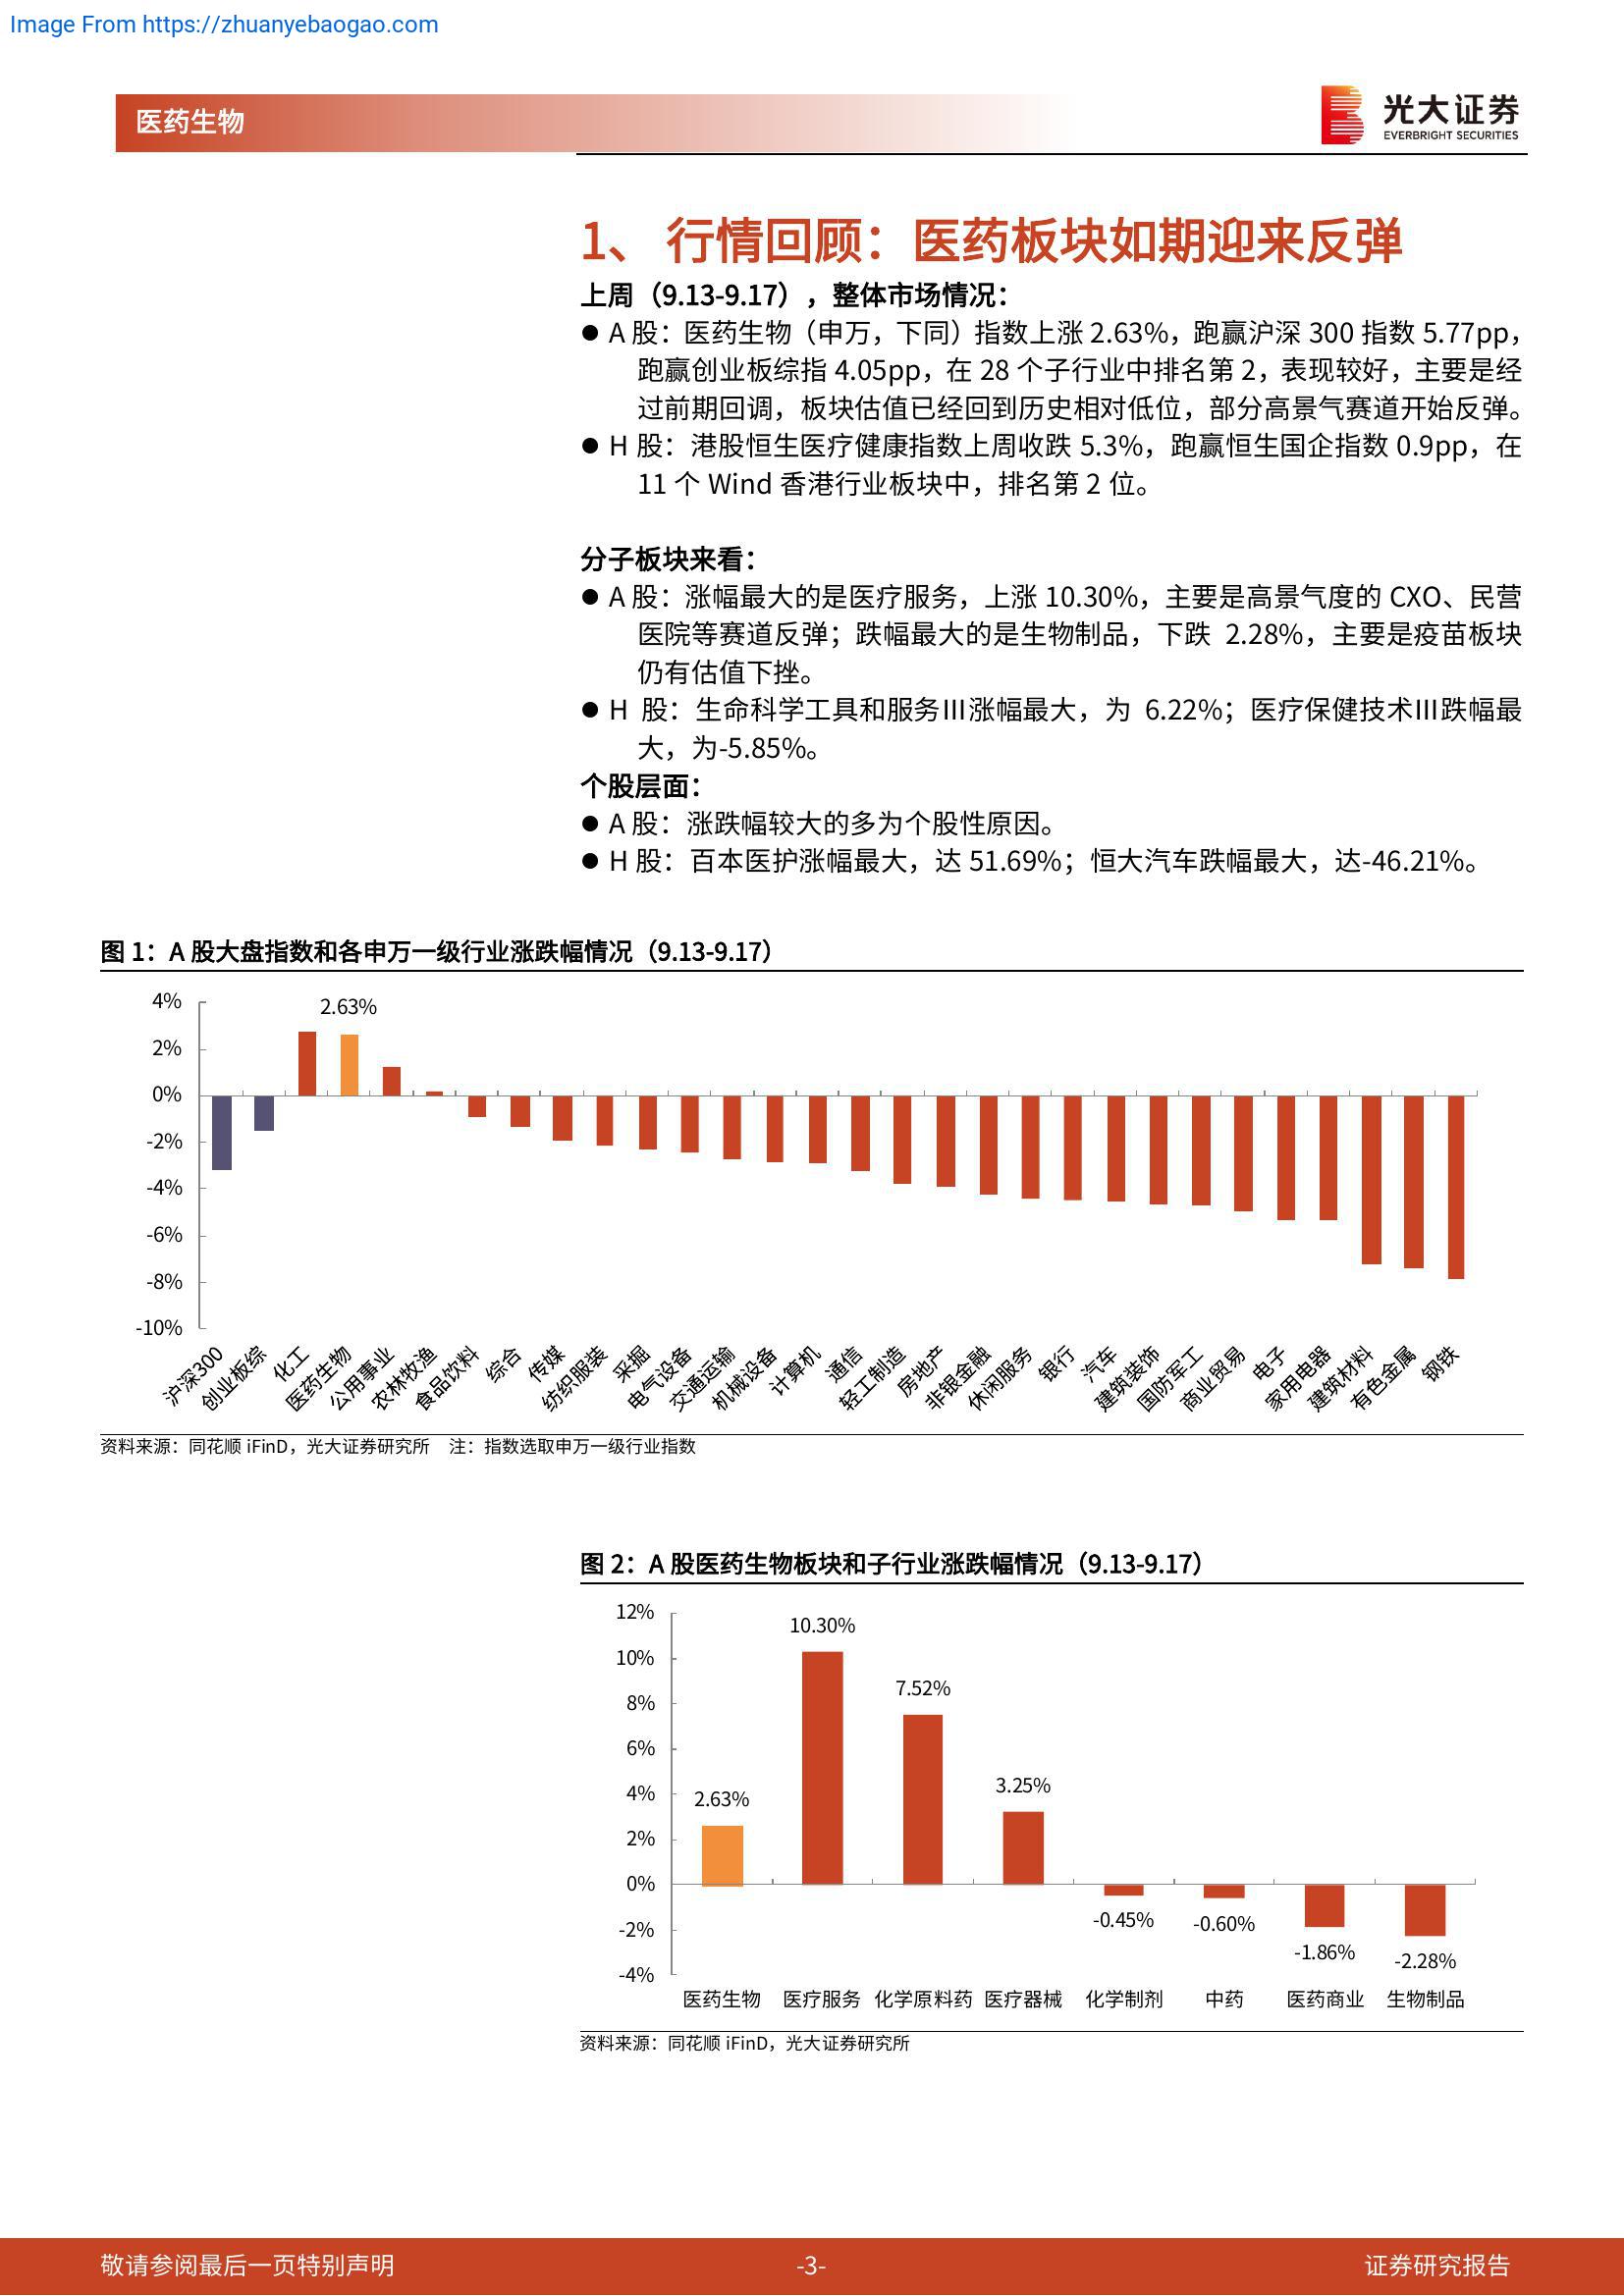 Image From https://zhuanyebaogao.com
医药生物
光大证券
EVERBRIGHT SECURITIES
1、 行情回顾：医药板块如期迎来反弹
上周（9.13-9.17），整体市场情况：
● A 股：医药生物（申万，下同）指数上涨 2.63%，跑赢沪深 300 指数 5.77pp，
跑赢创业板综指 4.05pp，在 28 个子行业中排名第 2，表现较好，主要是经
过前期回调，板块估值已经回到历史相对低位，部分高景气赛道开始反弹。
● H 股：港股恒生医疗健康指数上周收跌 5.3%，跑赢恒生国企指数 0.9pp，在
11 个 Wind 香港行业板块中，排名第 2 位。
分子板块来看：
● A 股：涨幅最大的是医疗服务，上涨 10.30%，主要是高景气度的 CXO、民营
医院等赛道反弹；跌幅最大的是生物制品，下跌 2.28%，主要是疫苗板块
仍有估值下挫。
● H 股：生命科学工具和服务III涨幅最大，为 6.22%；医疗保健技术III跌幅最
大，为-5.85%。
个股层面：
● A 股：涨跌幅较大的多为个股性原因。
● H 股：百本医护涨幅最大，达 51.69%；恒大汽车跌幅最大，达-46.21%。
图 1：A 股大盘指数和各申万一级行业涨跌幅情况（9.13-9.17）
4%
2%
0%
-2%
-4%
-6%
-8%
-10%
2.63%
沪深300
创业板综
化工
医药生物
公用事业
农林牧渔
食品饮料
综合
传媒
纺织服装
采掘
电气设备
交通运输
机械设备
计算机
通信
轻工制造
房地产
非银金融
休闲服务
银行
汽车
建筑装饰
国防军工
商业贸易
电子
家用电器
建筑材料
有色金属
钢铁
资料来源：同花顺 iFinD，光大证券研究所 注：指数选取申万一级行业指数
图 2：A 股医药生物板块和子行业涨跌幅情况（9.13-9.17）
12%
10%
8%
6%
4%
2%
0%
-2%
-4%
2.63%
10.30%
7.52%
3.25%
-0.45%
-0.60%
-1.86%
-2.28%
医药生物 医疗服务 化学原料药 医疗器械 化学制剂 中药 医药商业 生物制品
资料来源：同花顺 iFinD，光大证券研究所
敬请参阅最后一页特别声明 -3- 证券研究报告